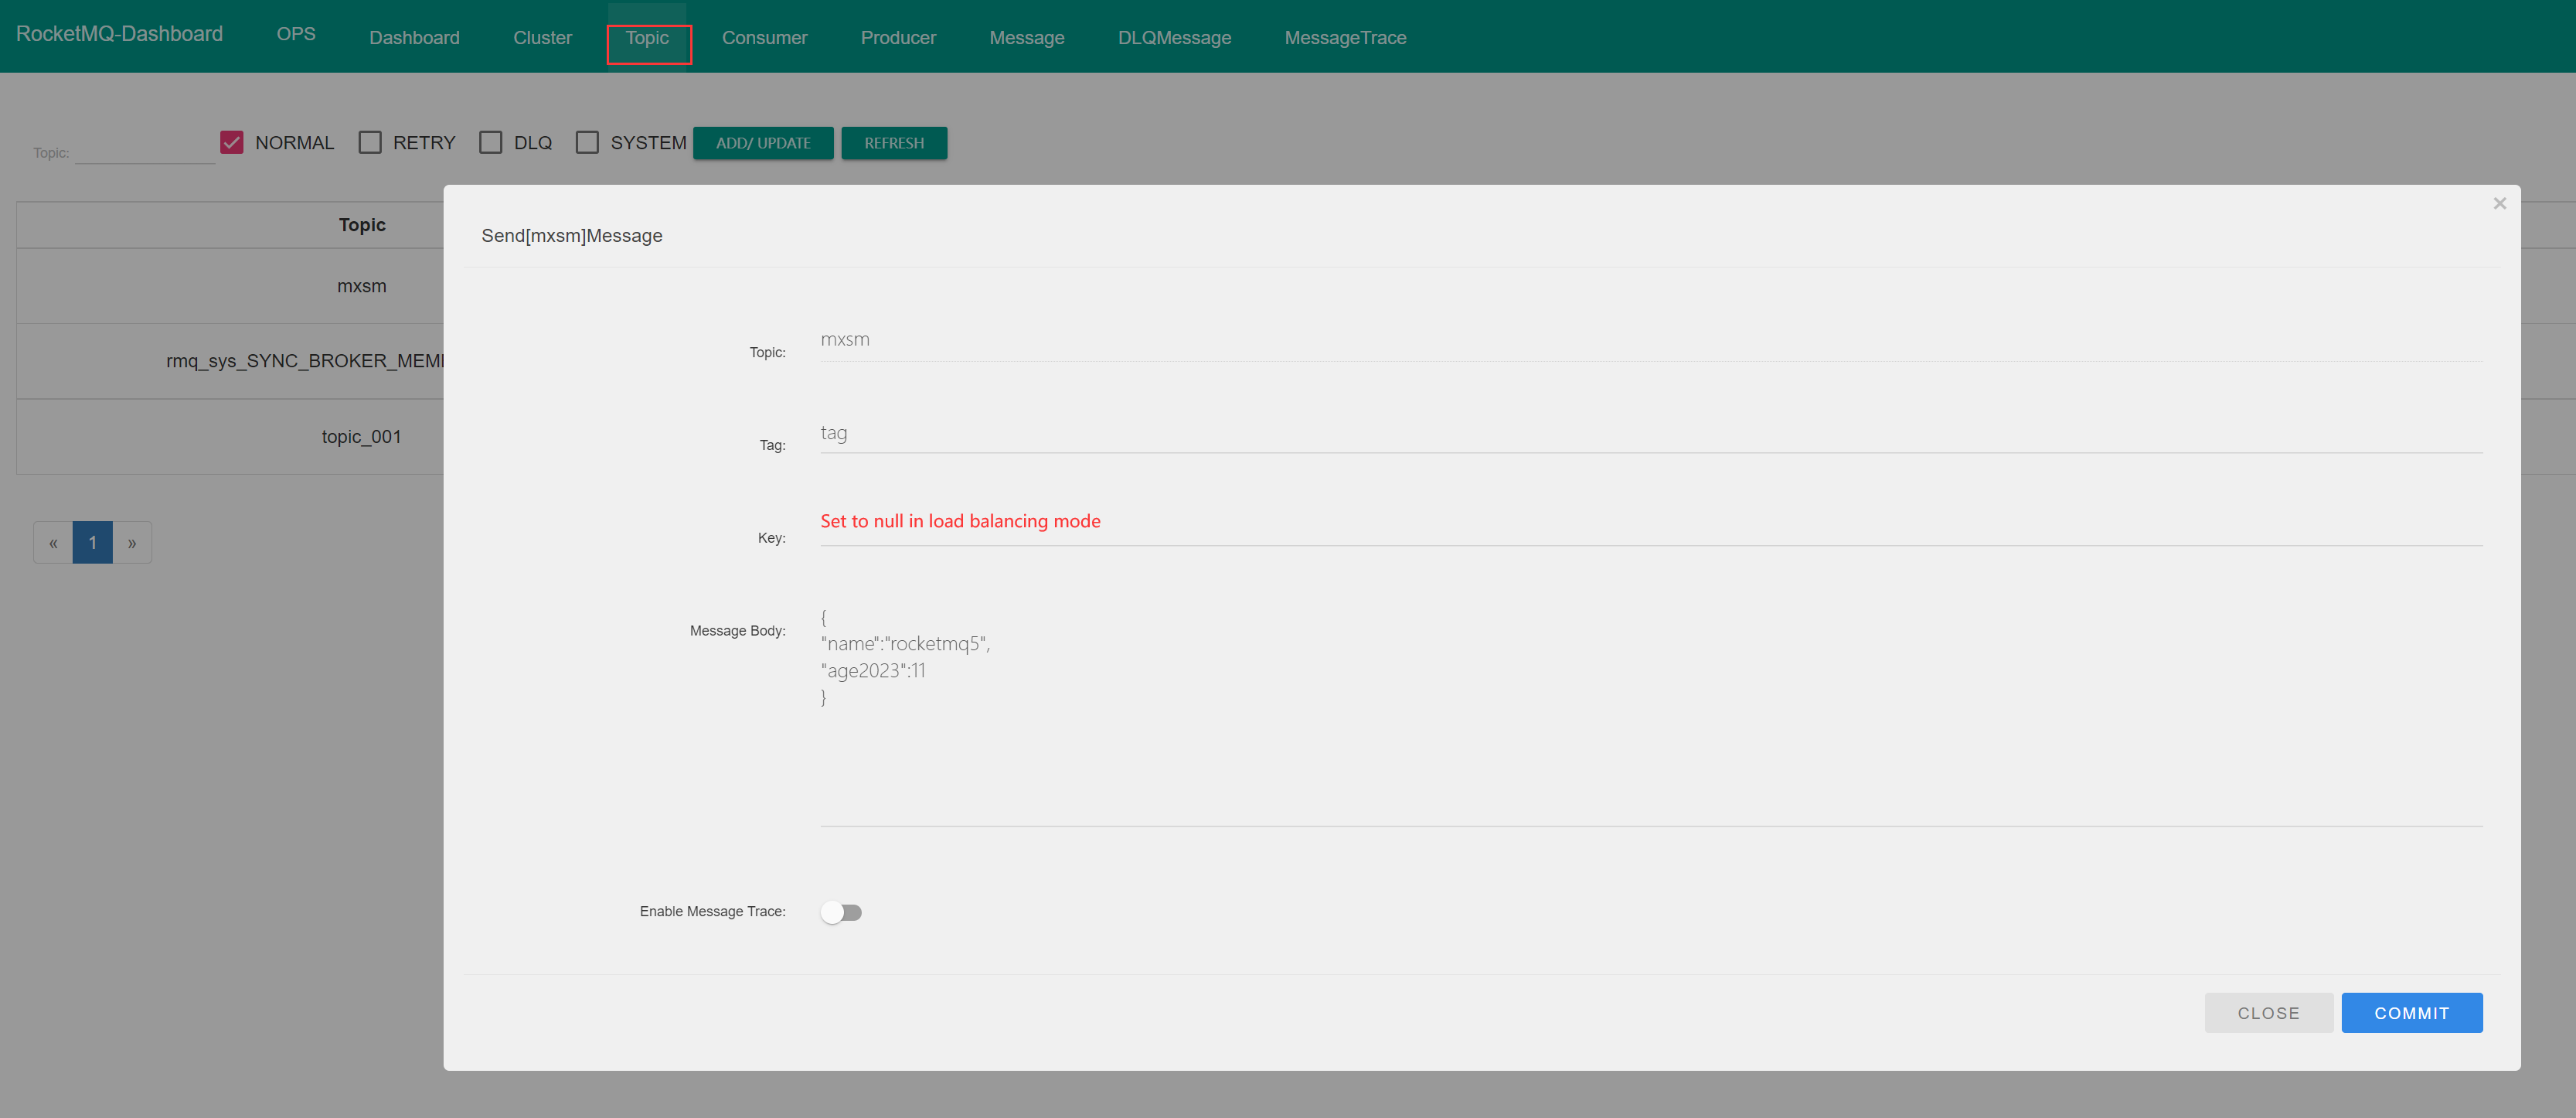 RocketMQ-Dashboard OPS Dashboard Cluster Topic Consumer Producer Message DLQMessage MessageTrace
Topic: NORMAL RETRY DLQ SYSTEM ADD/ UPDATE REFRESH
Topic
mxsm
rmq_sys_SYNC_BROKER_MEM
topic_001
« 1 »
×
Send[mxsm]Message
Topic: mxsm
Tag: tag
Key: Set to null in load balancing mode
Message Body: {
"name":"rocketmq5",
"age2023":11
}
Enable Message Trace:
CLOSE COMMIT